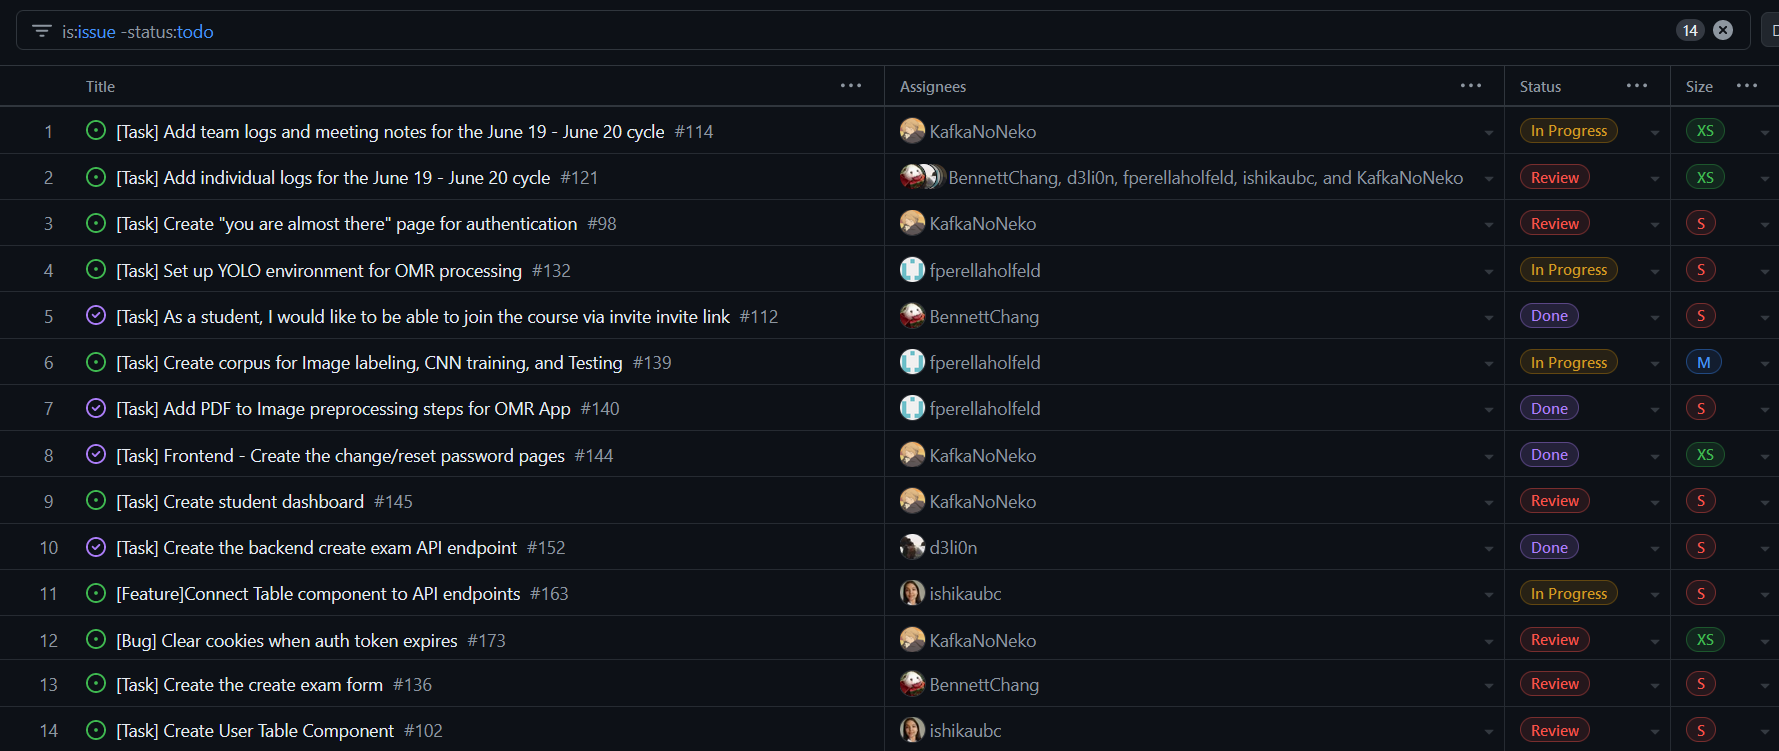 is:issue -status:todo 14
Title ... Assignees ... Status ... Size ...
1 [Task] Add team logs and meeting notes for the June 19 - June 20 cycle #114 KafkaNoNeko In Progress XS
2 [Task] Add individual logs for the June 19 - June 20 cycle #121 BennettChang, d3li0n, fperellaholfeld, ishikaubc, and KafkaNoNeko Review XS
3 [Task] Create "you are almost there" page for authentication #98 KafkaNoNeko Review S
4 [Task] Set up YOLO environment for OMR processing #132 fperellaholfeld In Progress S
5 [Task] As a student, I would like to be able to join the course via invite invite link #112 BennettChang Done S
6 [Task] Create corpus for Image labeling, CNN training, and Testing #139 fperellaholfeld In Progress M
7 [Task] Add PDF to Image preprocessing steps for OMR App #140 fperellaholfeld Done S
8 [Task] Frontend - Create the change/reset password pages #144 KafkaNoNeko Done XS
9 [Task] Create student dashboard #145 KafkaNoNeko Review S
10 [Task] Create the backend create exam API endpoint #152 d3li0n Done S
11 [Feature]Connect Table component to API endpoints #163 ishikaubc In Progress S
12 [Bug] Clear cookies when auth token expires #173 KafkaNoNeko Review XS
13 [Task] Create the create exam form #136 BennettChang Review S
14 [Task] Create User Table Component #102 ishikaubc Review S